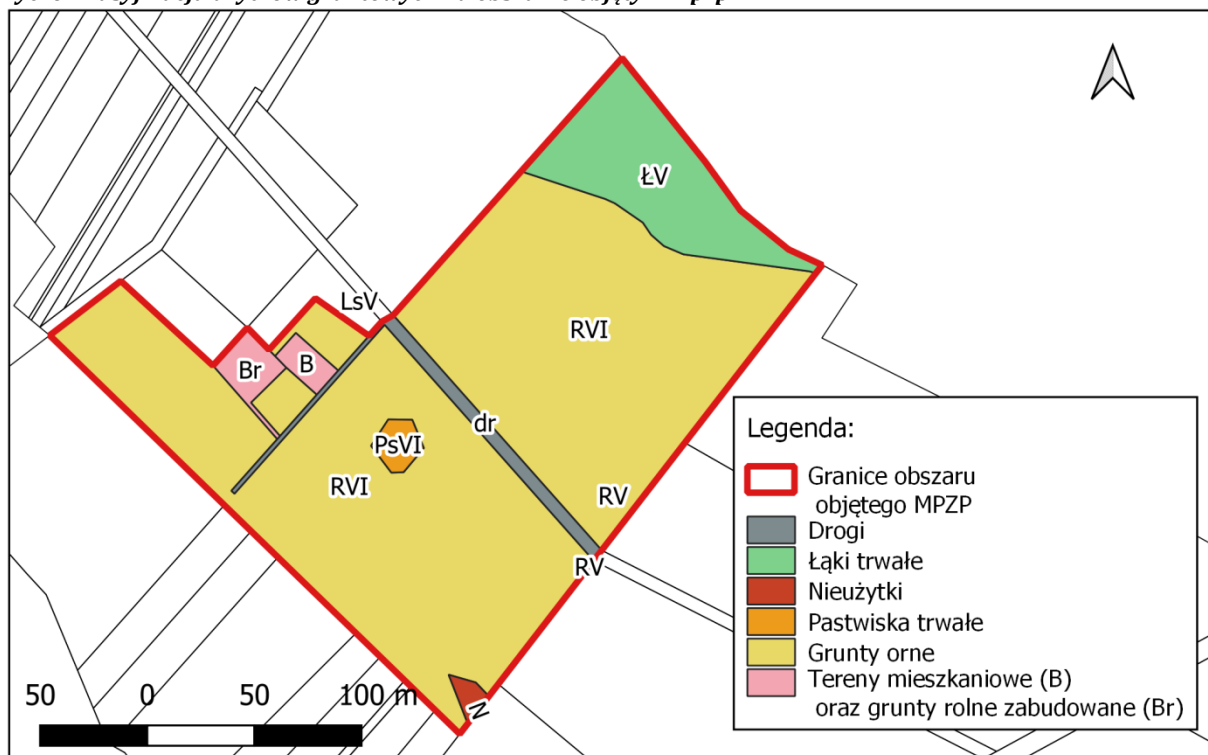 ŁV
LsV
RVI
Br
B
dr
PsVI
RVI
RV
RV
N
50 0 50 100 m
Legenda:
Granice obszaru
objętego MPZP
Drogi
Łąki trwałe
Nieużytki
Pastwiska trwałe
Grunty orne
Tereny mieszkaniowe (B)
oraz grunty rolne zabudowane (Br)